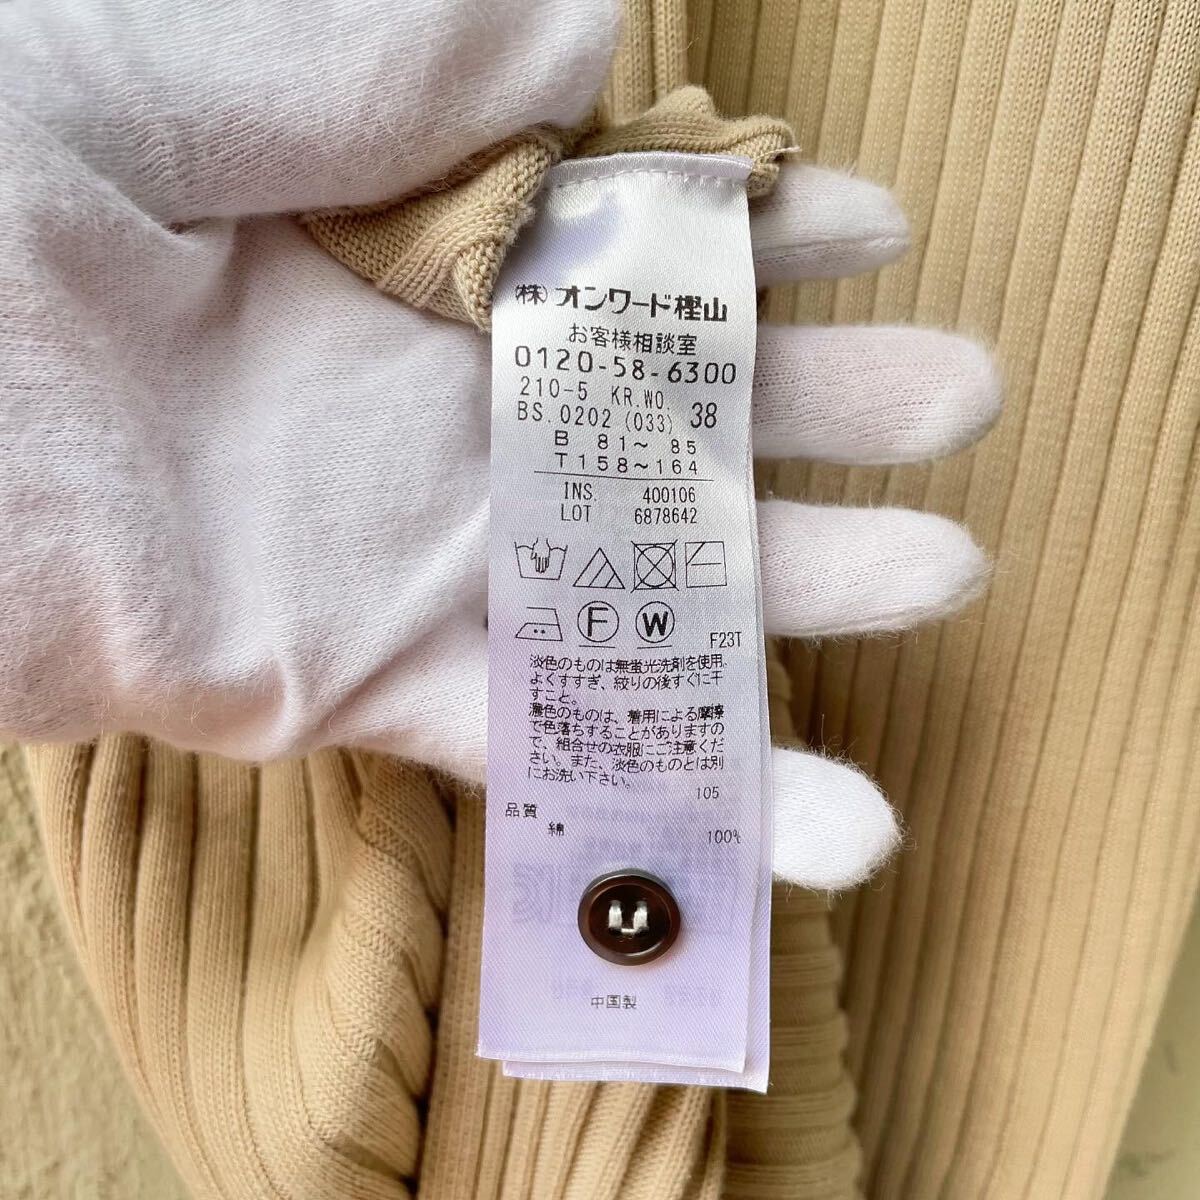 (株)オンワード樫山
お客様相談室
0120-58-6300
210-5 KR.WO.
BS.0202 (033) 38
B 81~ 85
T158~164
INS 400106
LOT 6878642
F W F23T
淡色のものは無蛍光洗剤を使用、
よくすすぎ、絞りの後すぐに干
すこと。
濃色のものは、着用による摩擦
で色落ちすることがありますの
で、組合せの衣服にご注意くだ
さい。また、淡色のものとは別
にお洗い下さい。
105
品質
綿 100%
中国製